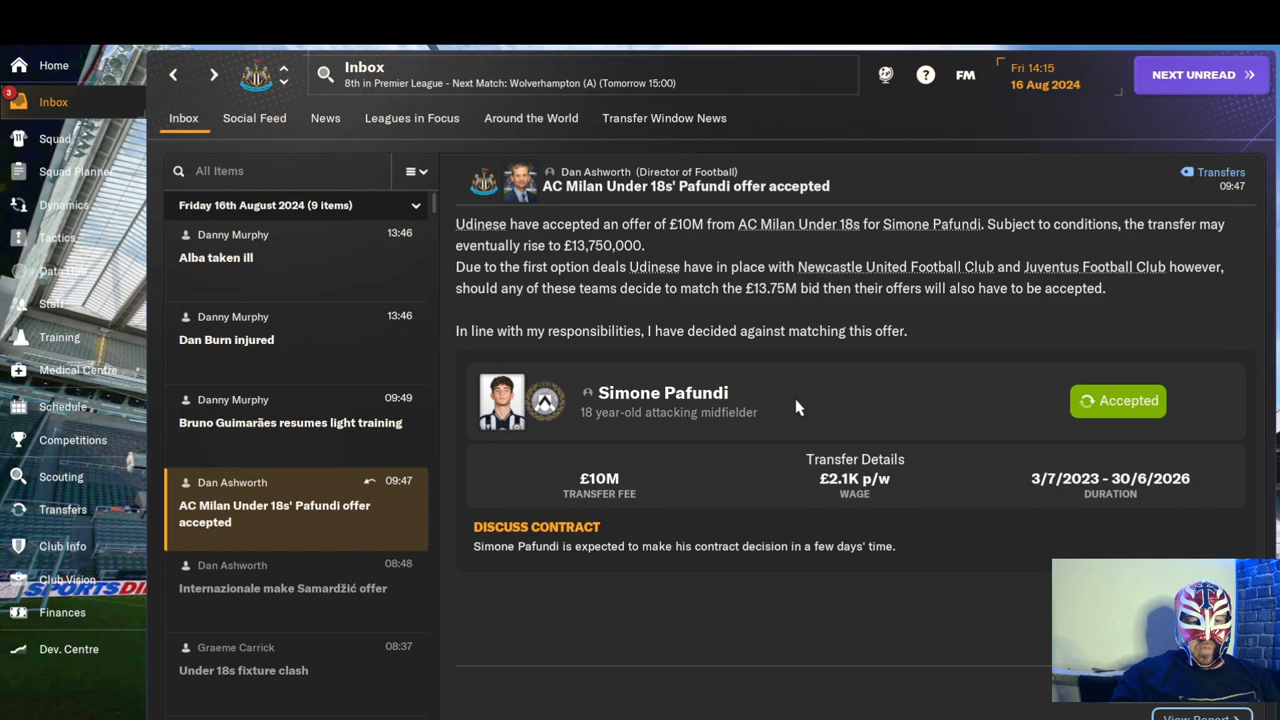 Home
Inbox
3
Squad
Squad Planner
Dynamics
Tactics
Data Hub
Staff
Training
Medical Centre
Schedule
Competitions
Scouting
Transfers
Club Info
Club Vision
Finances
Dev. Centre
SPORTS DI
Inbox
8th in Premier League - Next Match: Wolverhampton (A) (Tomorrow 15:00)
?
FM
Fri 14:15
16 Aug 2024
NEXT UNREAD
Inbox
Social Feed
News
Leagues in Focus
Around the World
Transfer Window News
All Items
Friday 16th August 2024 (9 items)
Danny Murphy 13:46
Alba taken ill
Danny Murphy 13:46
Dan Burn injured
Danny Murphy 09:49
Bruno Guimarães resumes light training
Dan Ashworth 09:47
AC Milan Under 18s' Pafundi offer
accepted
Dan Ashworth 08:48
Internazionale make Samardžić offer
Graeme Carrick 08:37
Under 18s fixture clash
Dan Ashworth (Director of Football)
AC Milan Under 18s' Pafundi offer accepted
Transfers
09:47
Udinese have accepted an offer of £10M from AC Milan Under 18s for Simone Pafundi. Subject to conditions, the transfer may
eventually rise to £13,750,000.
Due to the first option deals Udinese have in place with Newcastle United Football Club and Juventus Football Club however,
should any of these teams decide to match the £13.75M bid then their offers will also have to be accepted.
In line with my responsibilities, I have decided against matching this offer.
Simone Pafundi
18 year-old attacking midfielder
Accepted
Transfer Details
£10M
TRANSFER FEE
£2.1K p/w
WAGE
3/7/2023 - 30/6/2026
DURATION
DISCUSS CONTRACT
Simone Pafundi is expected to make his contract decision in a few days' time.
View Report